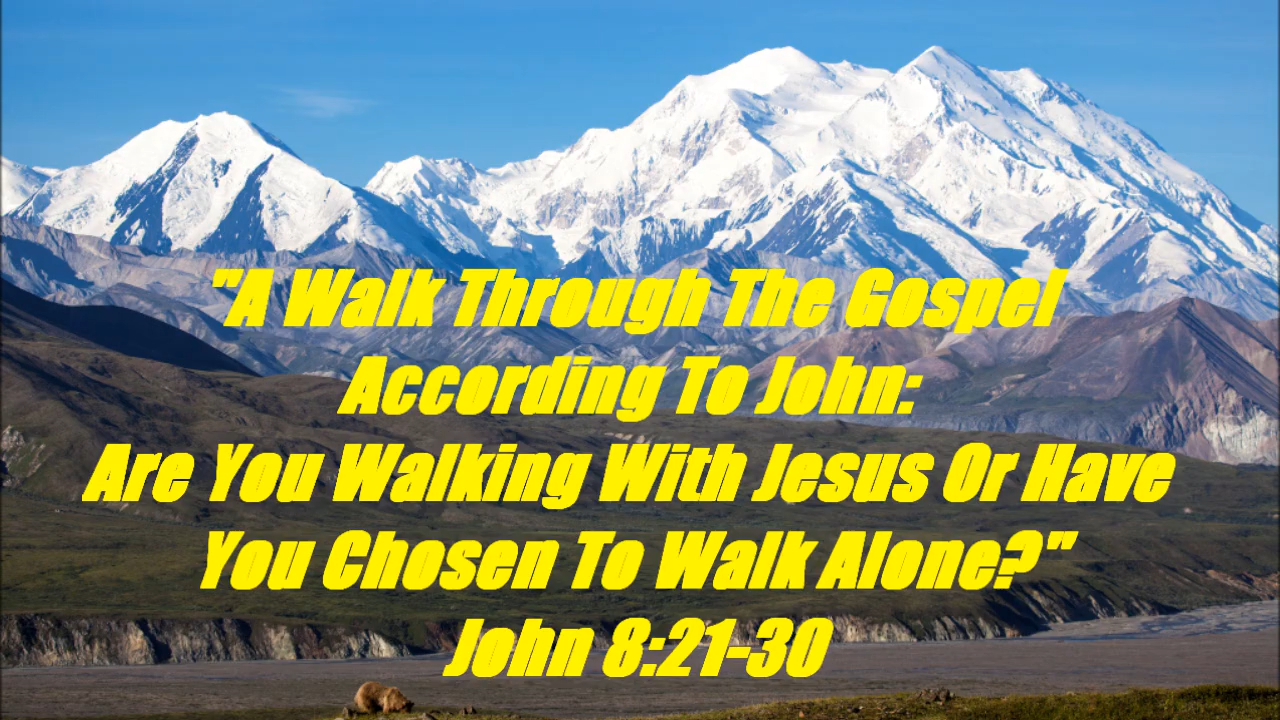 "A Walk Through The Gospel
According To John:
Are You Walking With Jesus Or Have
You Chosen To Walk Alone?"
John 8:21-30